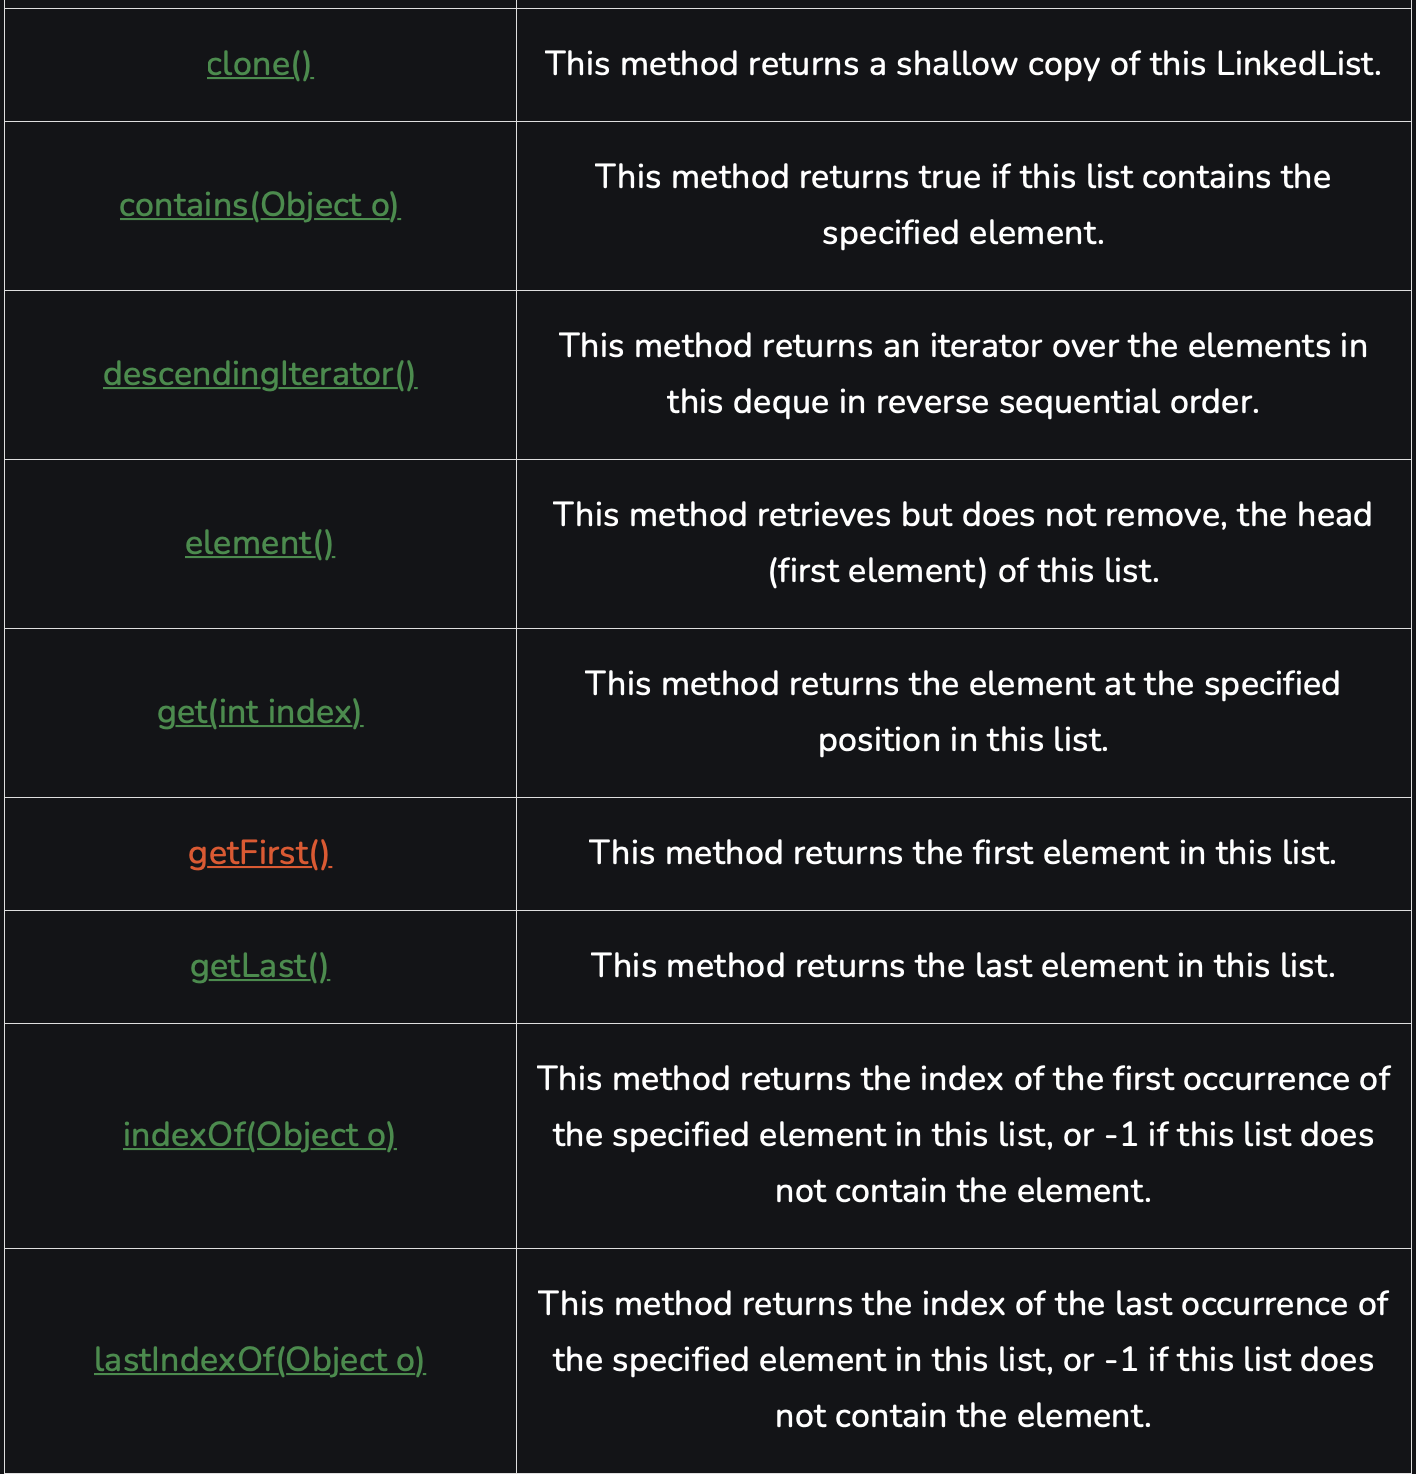 clone()
This method returns a shallow copy of this LinkedList.
contains(Object o)
This method returns true if this list contains the
specified element.
descendingIterator()
This method returns an iterator over the elements in
this deque in reverse sequential order.
element()
This method retrieves but does not remove, the head
(first element) of this list.
get(int index)
This method returns the element at the specified
position in this list.
getFirst()
This method returns the first element in this list.
getLast()
This method returns the last element in this list.
indexOf(Object o)
This method returns the index of the first occurrence of
the specified element in this list, or -1 if this list does
not contain the element.
lastIndexOf(Object o)
This method returns the index of the last occurrence of
the specified element in this list, or -1 if this list does
not contain the element.